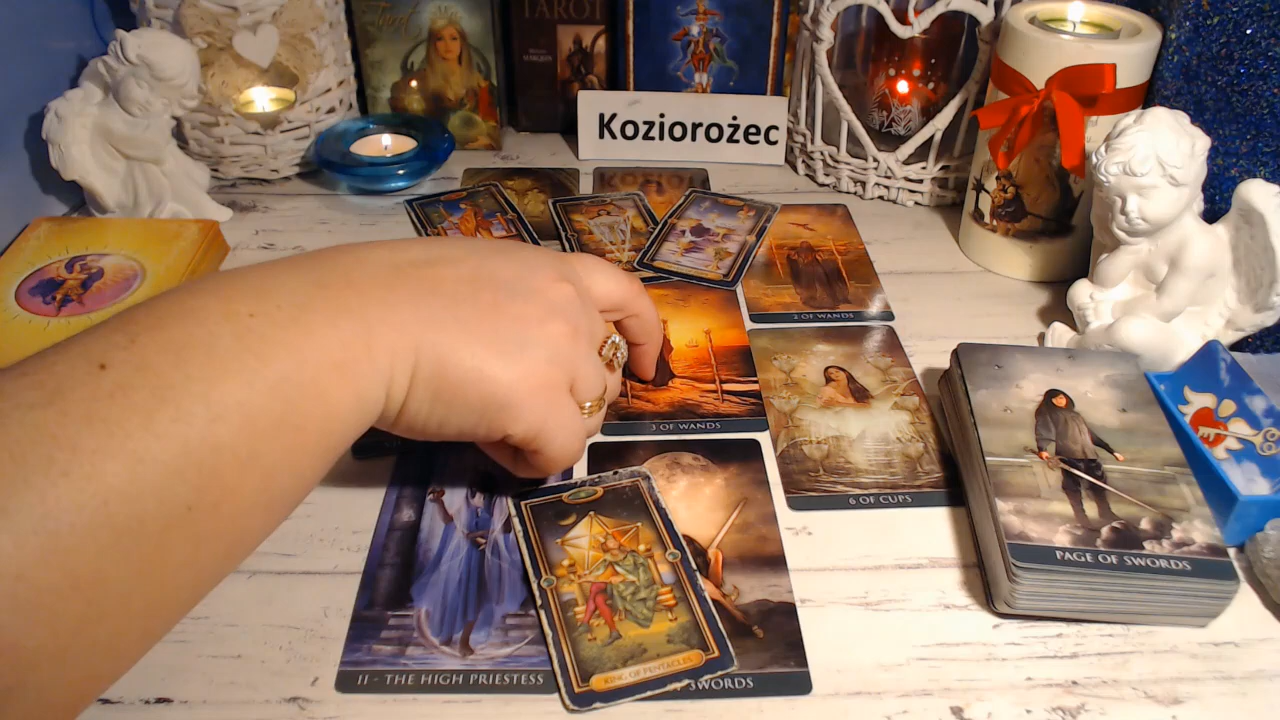 Tarot
TAROT
Koziorożec
2 OF WANDS
3 OF WANDS
6 OF CUPS
PAGE OF SWORDS
II - THE HIGH PRIESTESS
KING OF PENTACLES
SWORDS